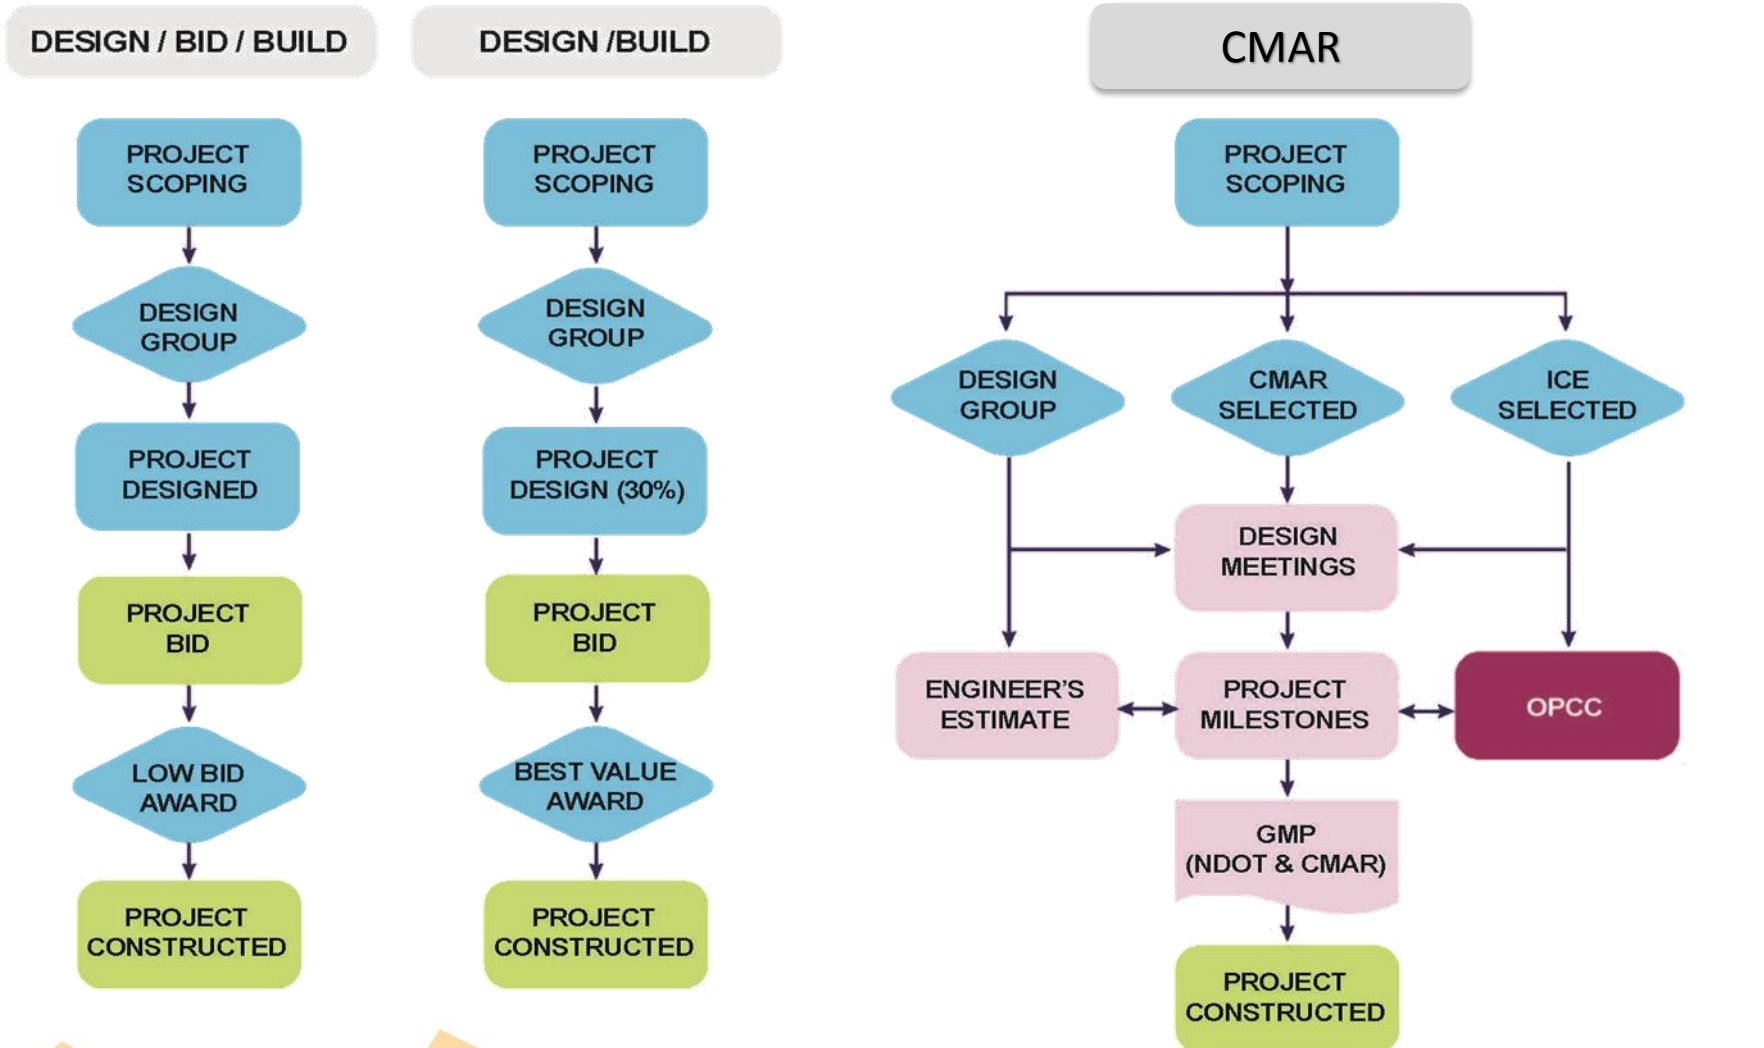 DESIGN / BID / BUILD
PROJECT
SCOPING
DESIGN
GROUP
PROJECT
DESIGNED
PROJECT
BID
LOW BID
AWARD
PROJECT
CONSTRUCTED
DESIGN /BUILD
PROJECT
SCOPING
DESIGN
GROUP
PROJECT
DESIGN (30%)
PROJECT
BID
BEST VALUE
AWARD
PROJECT
CONSTRUCTED
CMAR
PROJECT
SCOPING
DESIGN
GROUP
CMAR
SELECTED
ICE
SELECTED
DESIGN
MEETINGS
ENGINEER'S
ESTIMATE
PROJECT
MILESTONES
OPCC
GMP
(NDOT & CMAR)
PROJECT
CONSTRUCTED